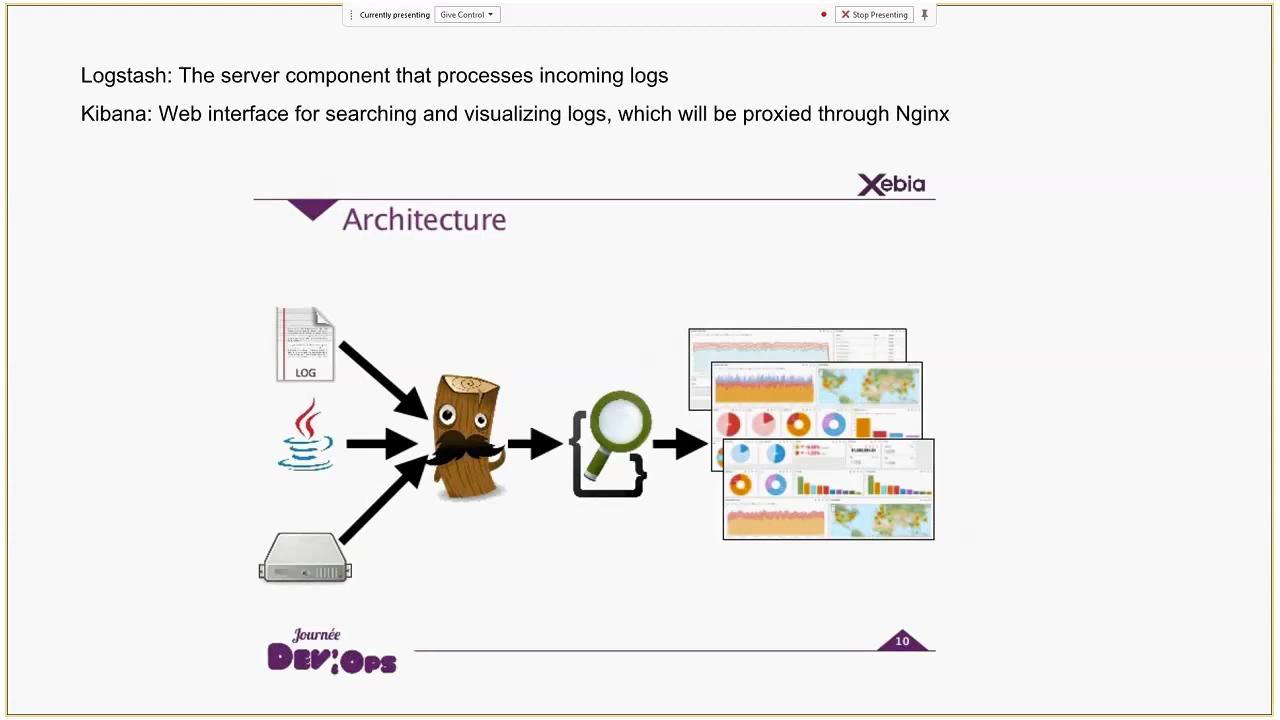 Currently presenting Give Control Stop Presenting
Logstash: The server component that processes incoming logs
Kibana: Web interface for searching and visualizing logs, which will be proxied through Nginx
Xebia
Architecture
LOG
Journée
DEV'OPS
10